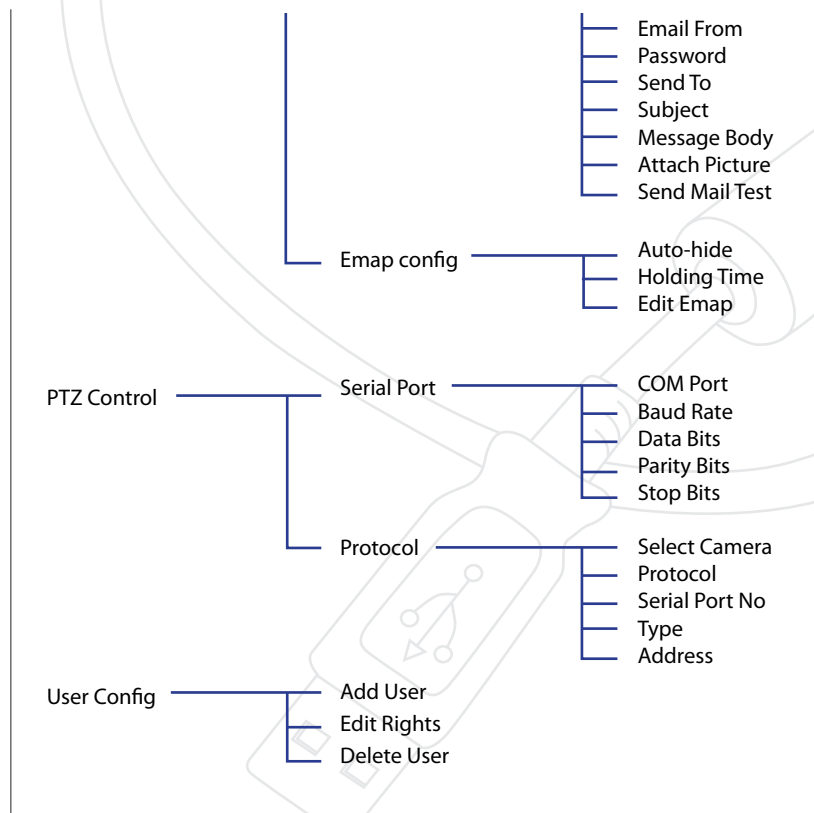 Email From
Password
Send To
Subject
Message Body
Attach Picture
Send Mail Test
Emap config
Auto-hide
Holding Time
Edit Emap
PTZ Control
Serial Port
COM Port
Baud Rate
Data Bits
Parity Bits
Stop Bits
Protocol
Select Camera
Protocol
Serial Port No
Type
Address
User Config
Add User
Edit Rights
Delete User